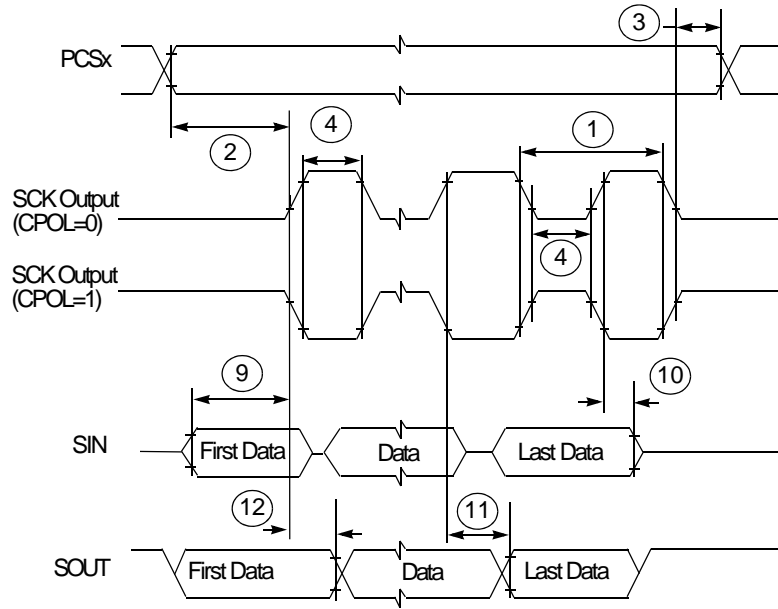 3
PCSx
2
4
1
SCK Output
(CPOL=0)
4
SCK Output
(CPOL=1)
9
10
SIN
First Data
Data
Last Data
12
11
SOUT
First Data
Data
Last Data